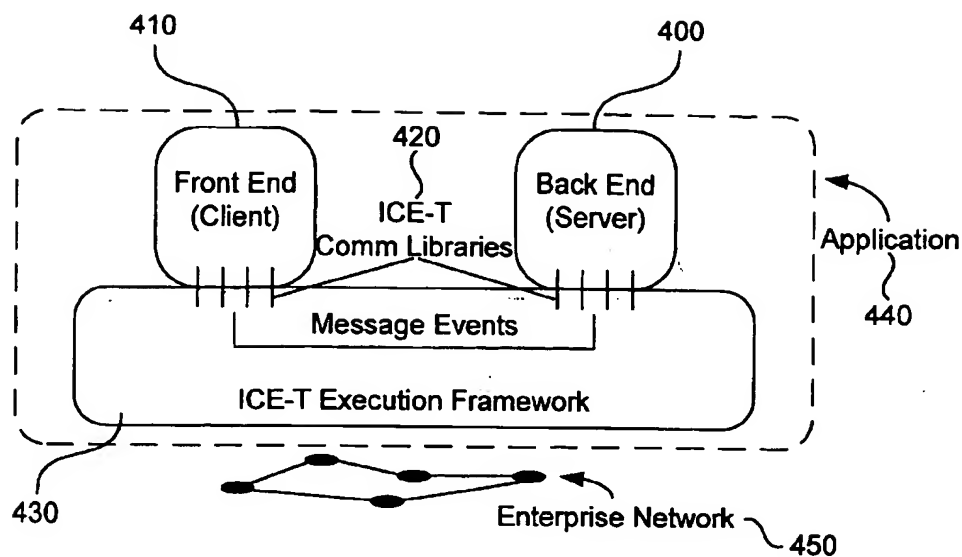 410
400
420
Front End
(Client)
ICE-T
Comm Libraries
Back End
(Server)
Application
440
Message Events
ICE-T Execution Framework
430
Enterprise Network
450